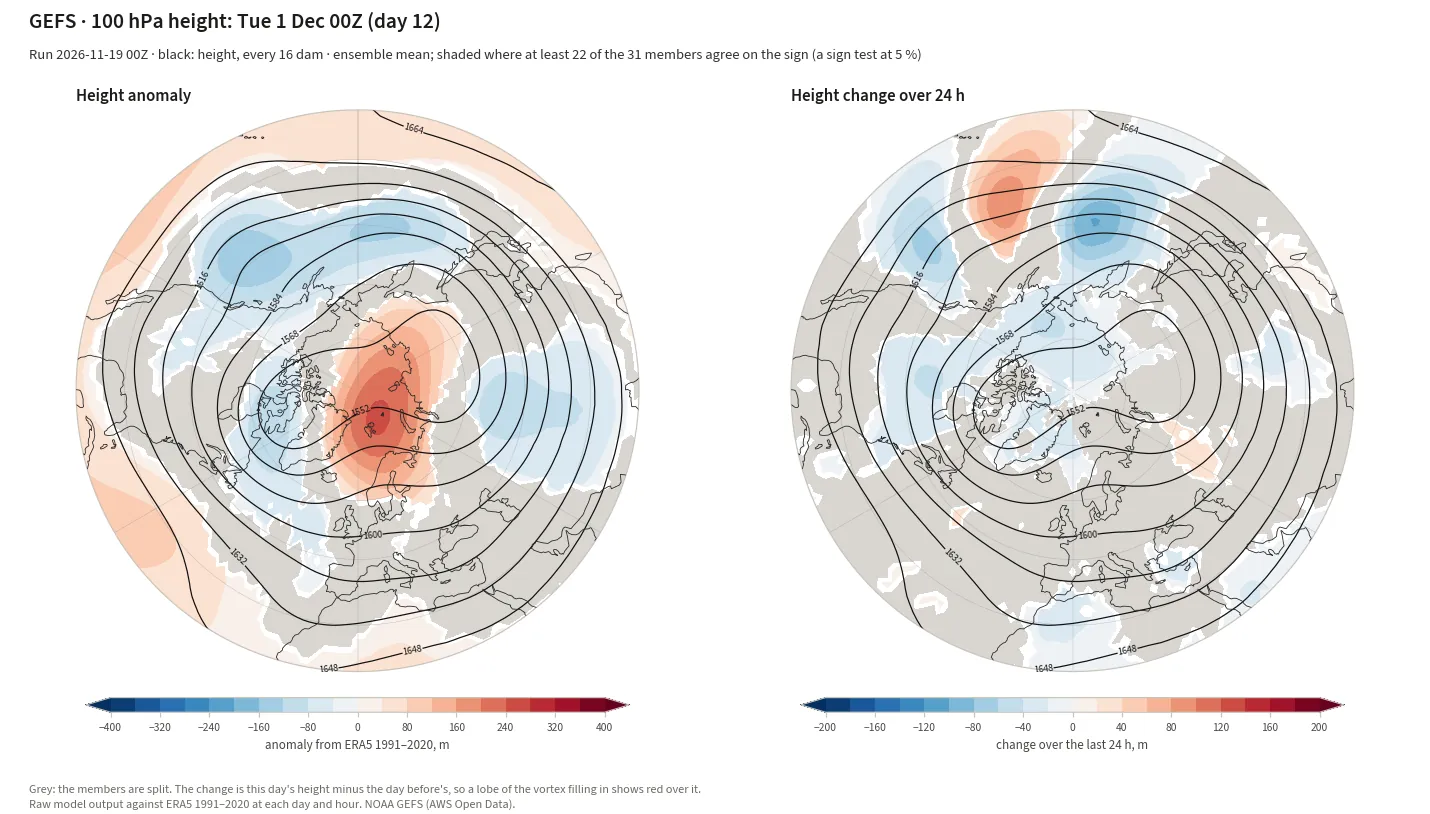 GEFS · 100 hPa height: Tue 1 Dec 00Z (day 12)
Run 2026-11-19 00Z · black: height, every 16 dam · ensemble mean; shaded where at least 22 of the 31 members agree on the sign (a sign test at 5 %)
Height anomaly
Height change over 24 h
1664
1616
1584
1568
1552
1600
1632
1648
1648
1664
1616
1584
1568
1552
1600
1632
1648
1648
−400 −320 −240 −160 −80 0 80 160 240 320 400
anomaly from ERA5 1991–2020, m
−200 −160 −120 −80 −40 0 40 80 120 160 200
change over the last 24 h, m
Grey: the members are split. The change is this day's height minus the day before's, so a lobe of the vortex filling in shows red over it.
Raw model output against ERA5 1991–2020 at each day and hour. NOAA GEFS (AWS Open Data).